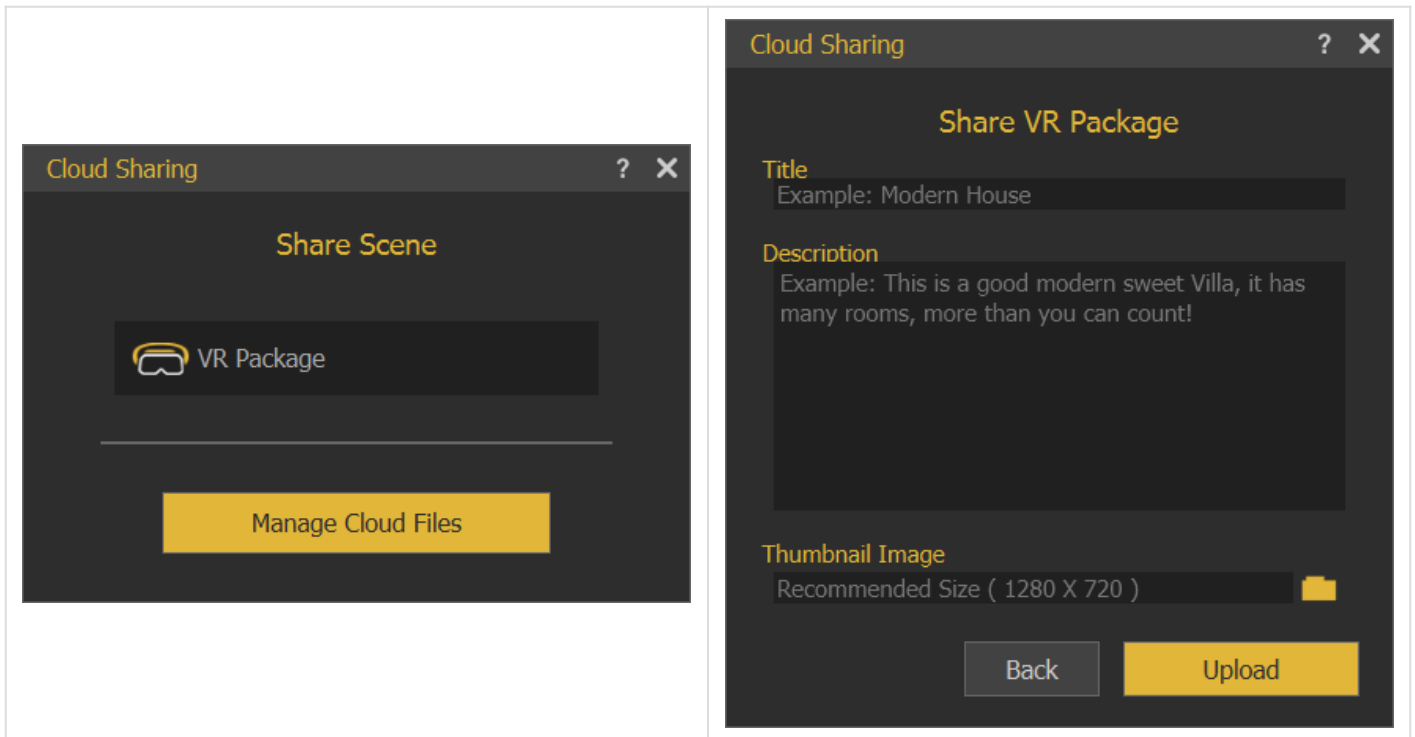 Cloud Sharing ?
Share Scene
VR Package
Manage Cloud Files
Cloud Sharing ?
Share VR Package
Title
Example: Modern House
Description
Example: This is a good modern sweet Villa, it has
many rooms, more than you can count!
Thumbnail Image
Recommended Size ( 1280 X 720 )
Back Upload